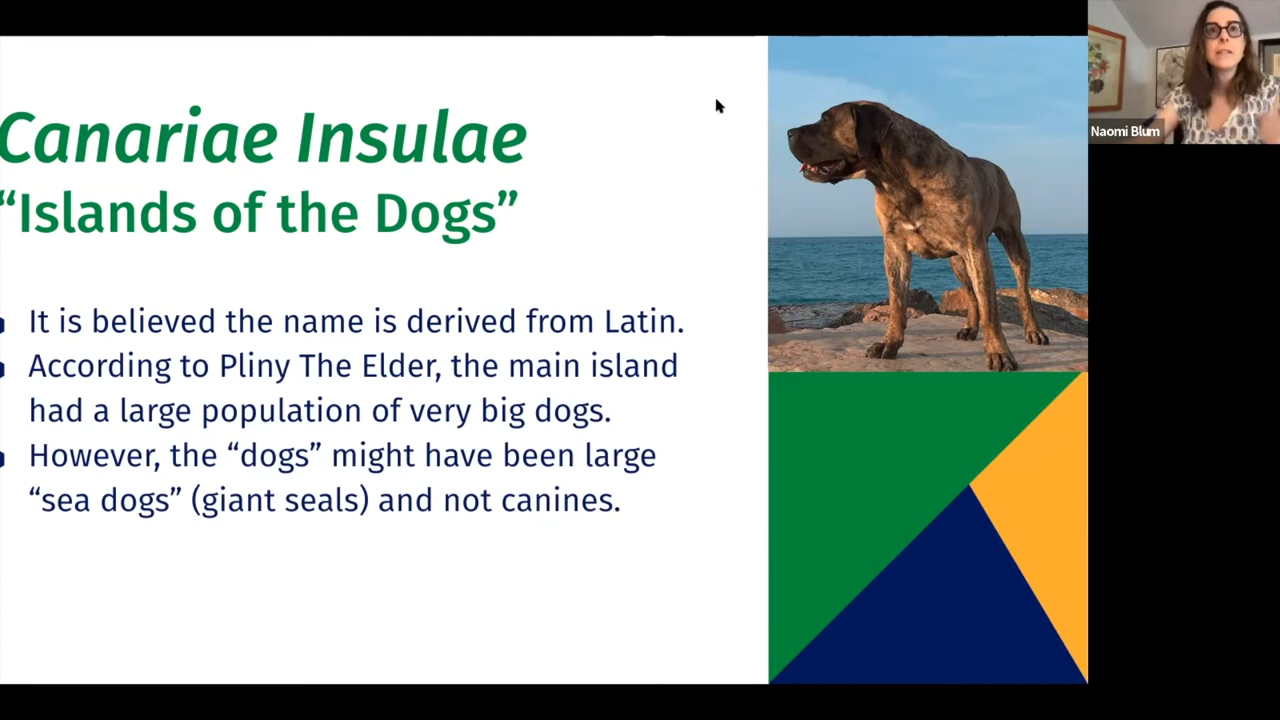 Canariae Insulae
“Islands of the Dogs”
It is believed the name is derived from Latin.
According to Pliny The Elder, the main island
had a large population of very big dogs.
However, the “dogs” might have been large
“sea dogs” (giant seals) and not canines.
Naomi Blum